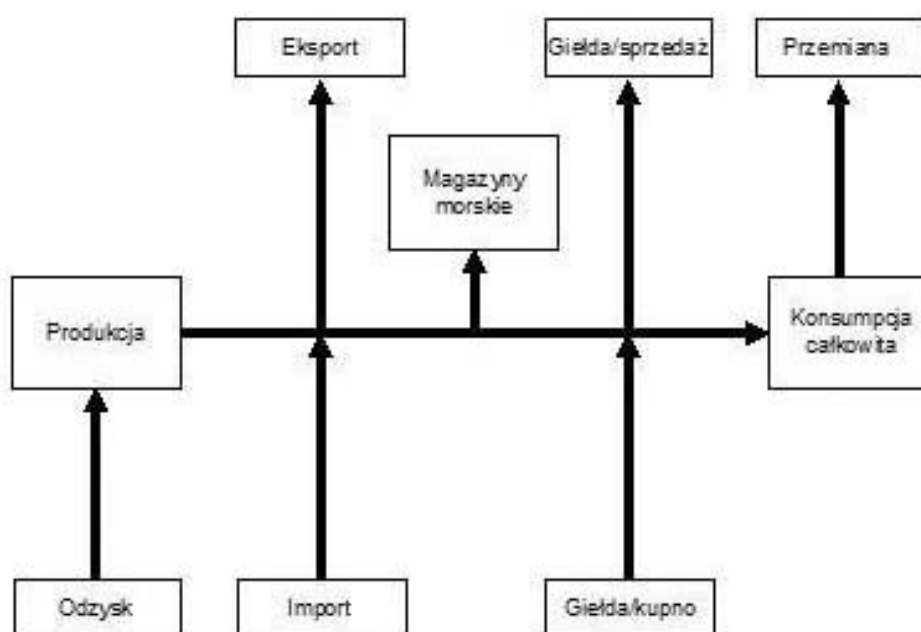 Eksport
Giełda/sprzedaż
Przemiana
Magazyny
morskie
Produkcja
Konsumpcja
całkowita
Odzysk
Import
Giełda/kupno